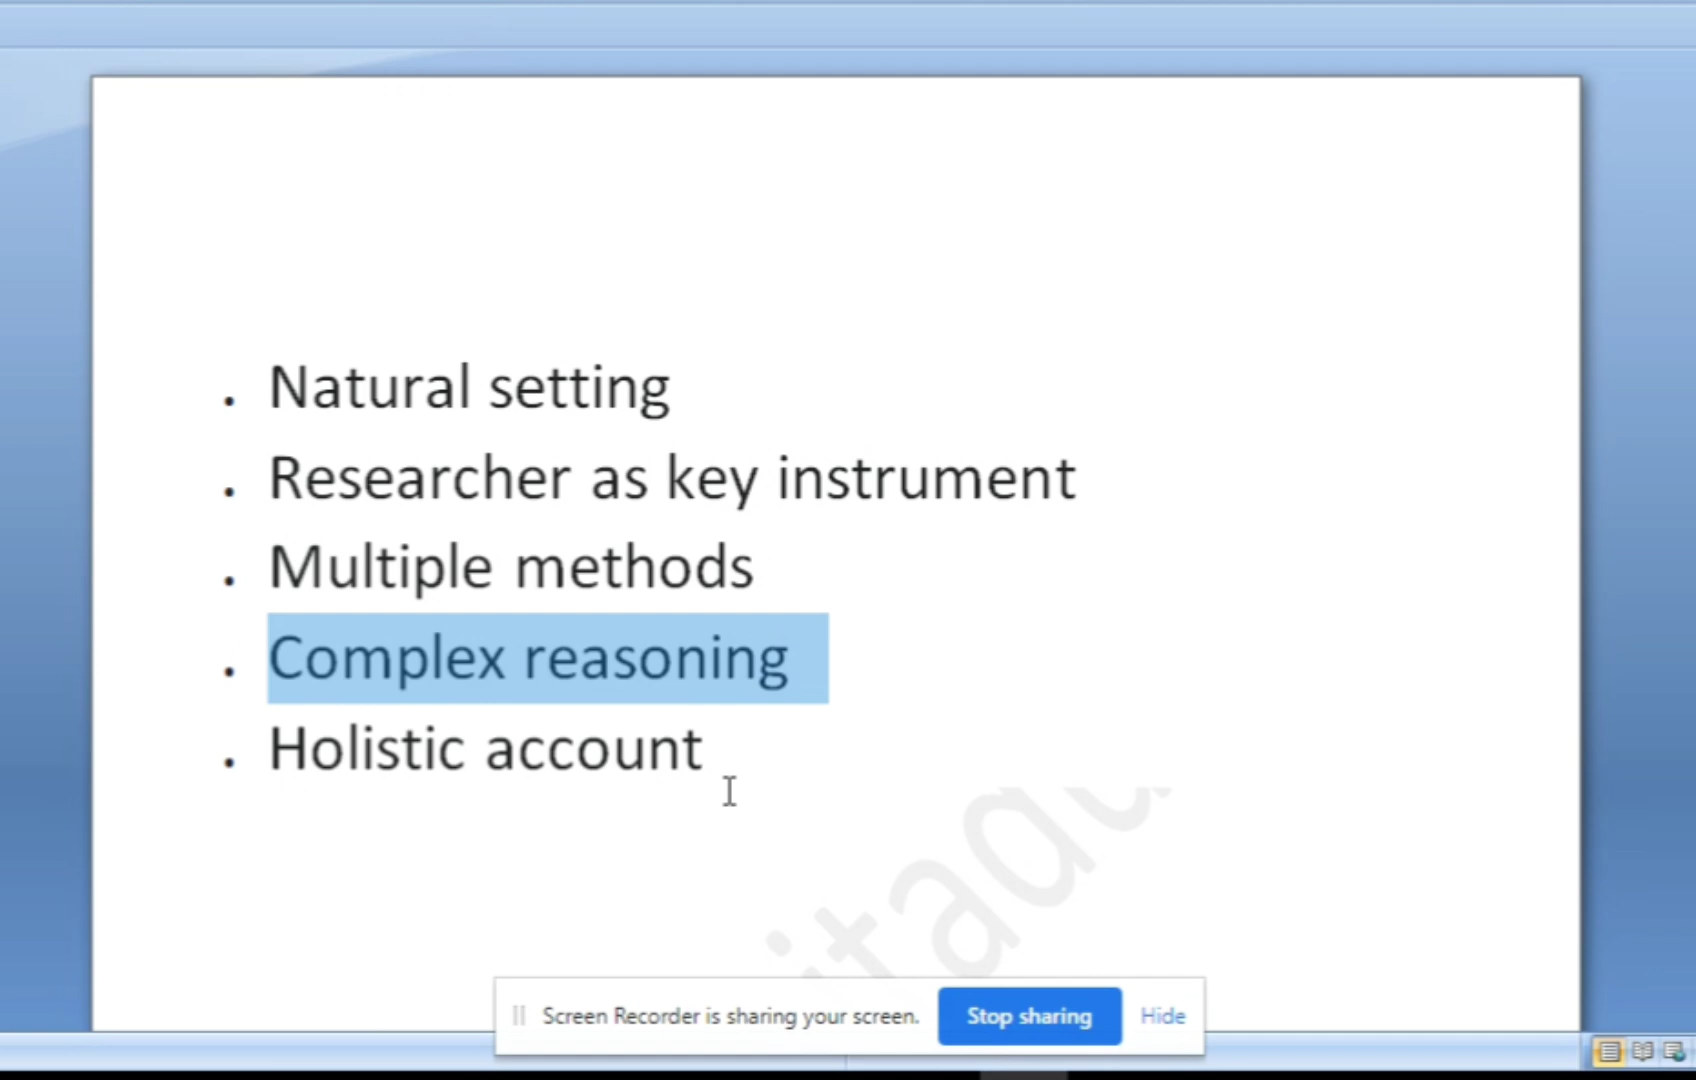 . Natural setting
. Researcher as key instrument
. Multiple methods
. Complex reasoning
. Holistic account
Screen Recorder is sharing your screen. Stop sharing Hide